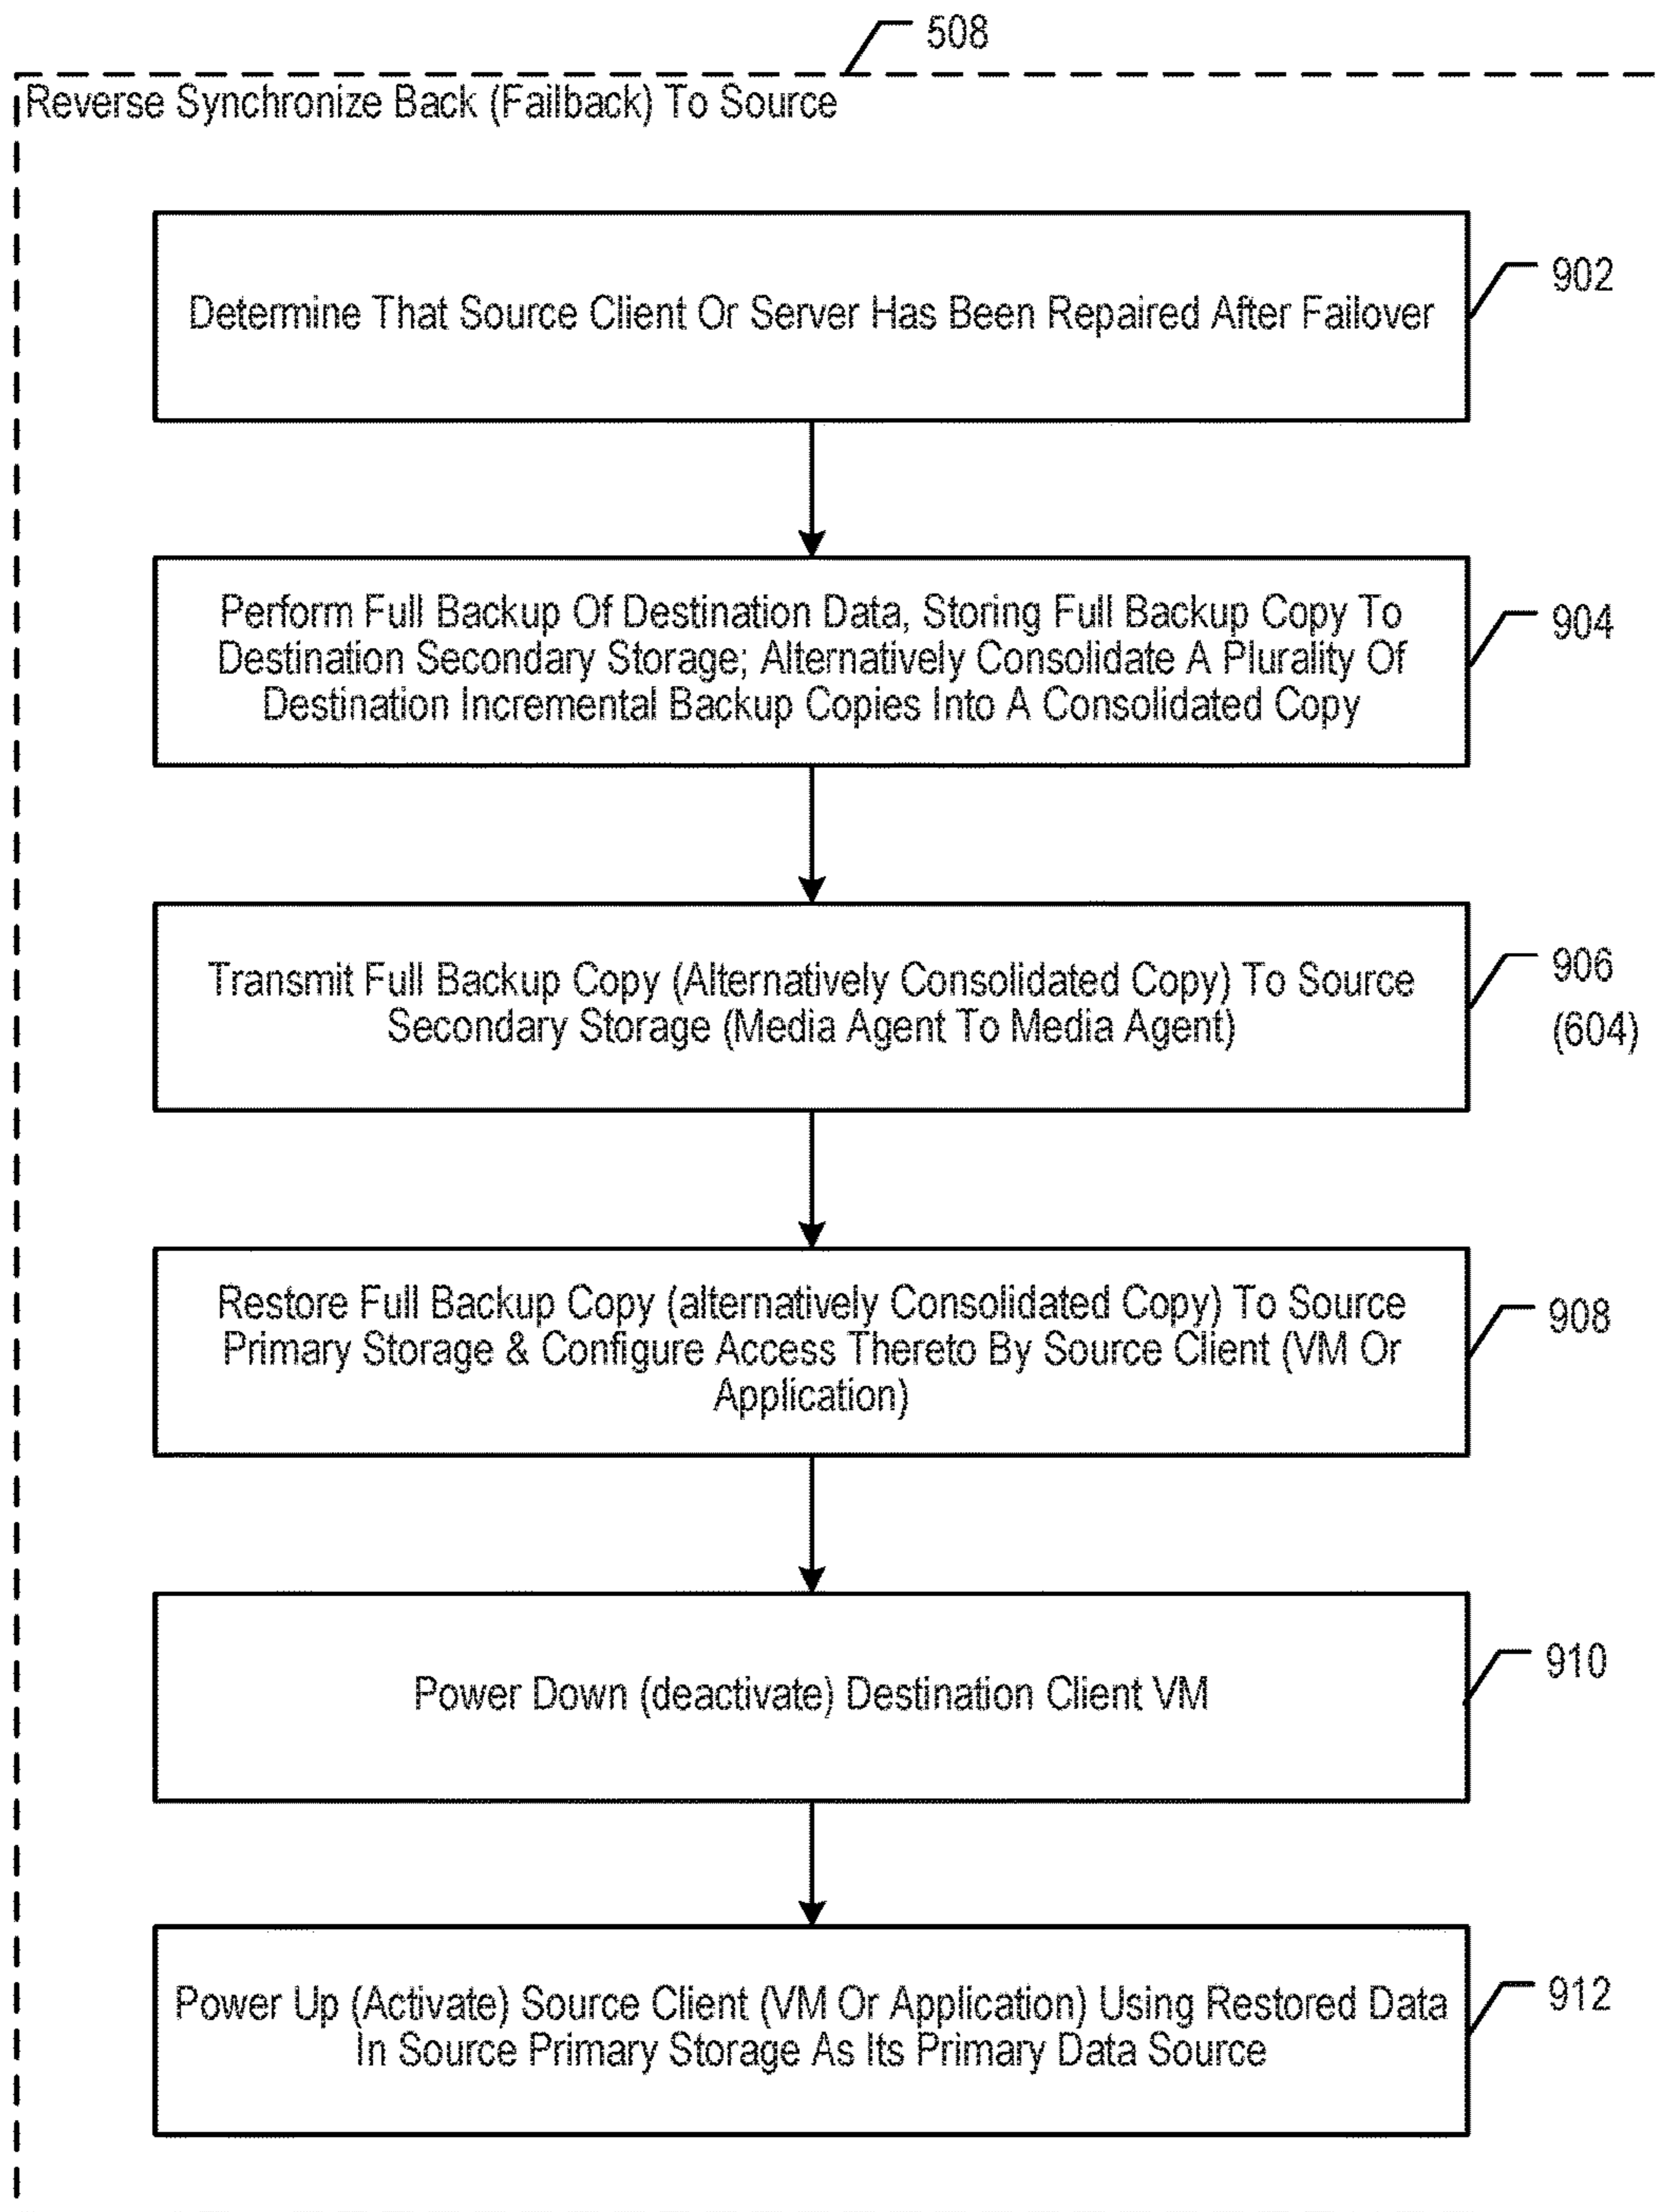 508
Reverse Synchronize Back (Failback) To Source
Determine That Source Client Or Server Has Been Repaired After Failover
902
Perform Full Backup Of Destination Data, Storing Full Backup Copy To
Destination Secondary Storage; Alternatively Consolidate A Plurality Of
Destination Incremental Backup Copies Into A Consolidated Copy
904
Transmit Full Backup Copy (Alternatively Consolidated Copy) To Source
Secondary Storage (Media Agent To Media Agent)
906
(604)
Restore Full Backup Copy (alternatively Consolidated Copy) To Source
Primary Storage & Configure Access Thereto By Source Client (VM Or
Application)
908
Power Down (deactivate) Destination Client VM
910
Power Up (Activate) Source Client (VM Or Application) Using Restored Data
In Source Primary Storage As Its Primary Data Source
912